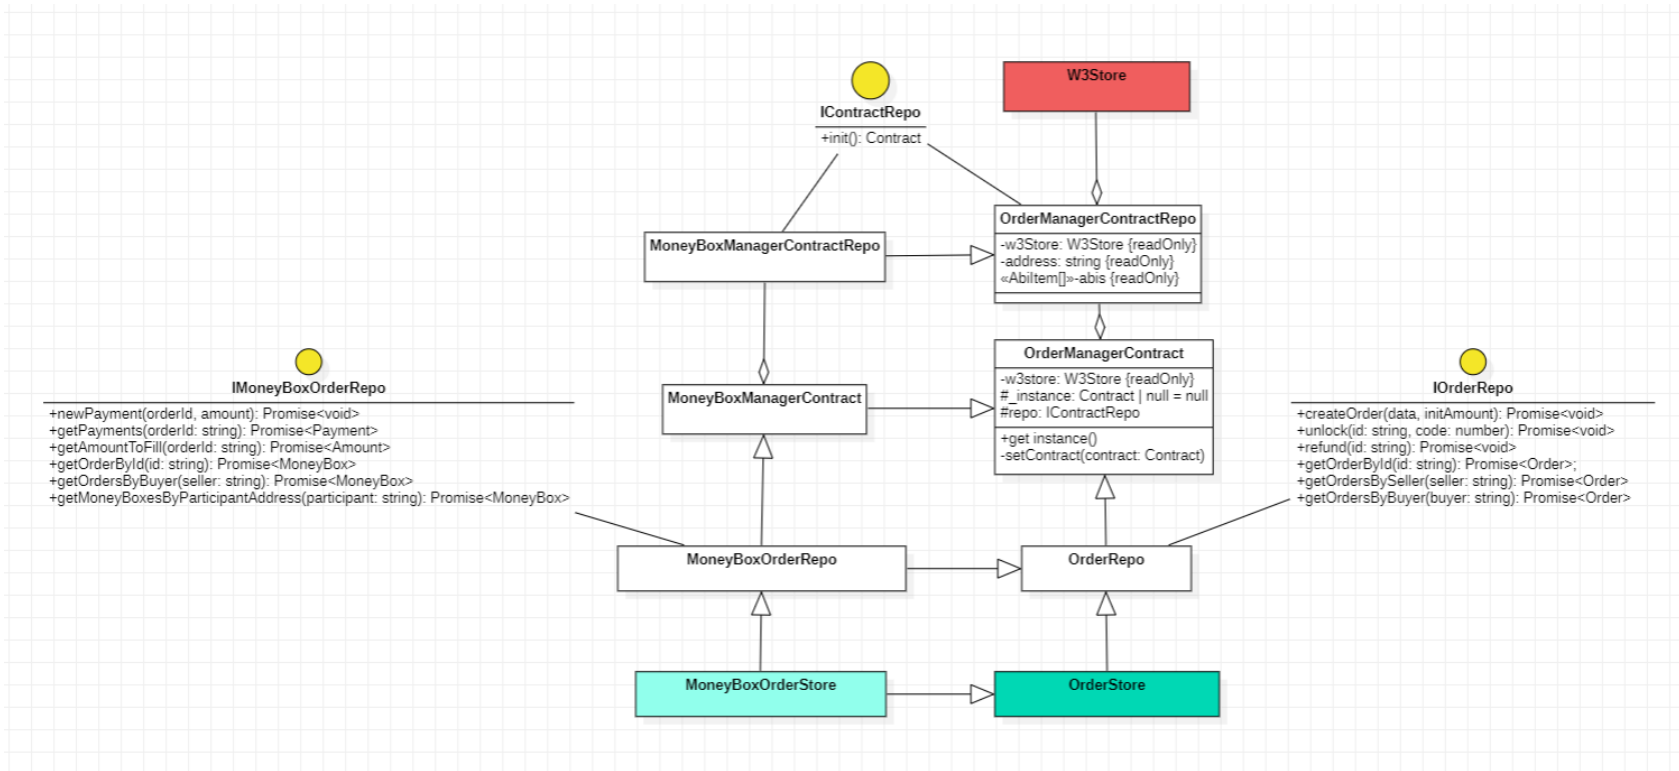 W3Store
IContractRepo
+init(): Contract
OrderManagerContractRepo
-w3Store: W3Store {readOnly}
-address: string {readOnly}
«AbiItem[]»-abis {readOnly}
MoneyBoxManagerContractRepo
OrderManagerContract
-w3store: W3Store {readOnly}
#_instance: Contract | null = null
#repo: IContractRepo
+get instance()
-setContract(contract: Contract)
MoneyBoxManagerContract
IMoneyBoxOrderRepo
+newPayment(orderId, amount): Promise<void>
+getPayments(orderId: string): Promise<Payment>
+getAmountToFill(orderId: string): Promise<Amount>
+getOrderById(id: string): Promise<MoneyBox>
+getOrdersByBuyer(seller: string): Promise<MoneyBox>
+getMoneyBoxesByParticipantAddress(participant: string): Promise<MoneyBox>
IOrderRepo
+createOrder(data, initAmount): Promise<void>
+unlock(id: string, code: number): Promise<void>
+refund(id: string): Promise<void>
+getOrderById(id: string): Promise<Order>;
+getOrdersBySeller(seller: string): Promise<Order>
+getOrdersByBuyer(buyer: string): Promise<Order>
MoneyBoxOrderRepo
OrderRepo
MoneyBoxOrderStore
OrderStore